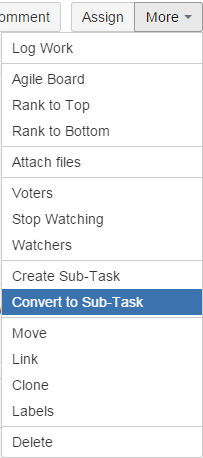 omment Assign More
Log Work
Agile Board
Rank to Top
Rank to Bottom
Attach files
Voters
Stop Watching
Watchers
Create Sub-Task
Convert to Sub-Task
Move
Link
Clone
Labels
Delete